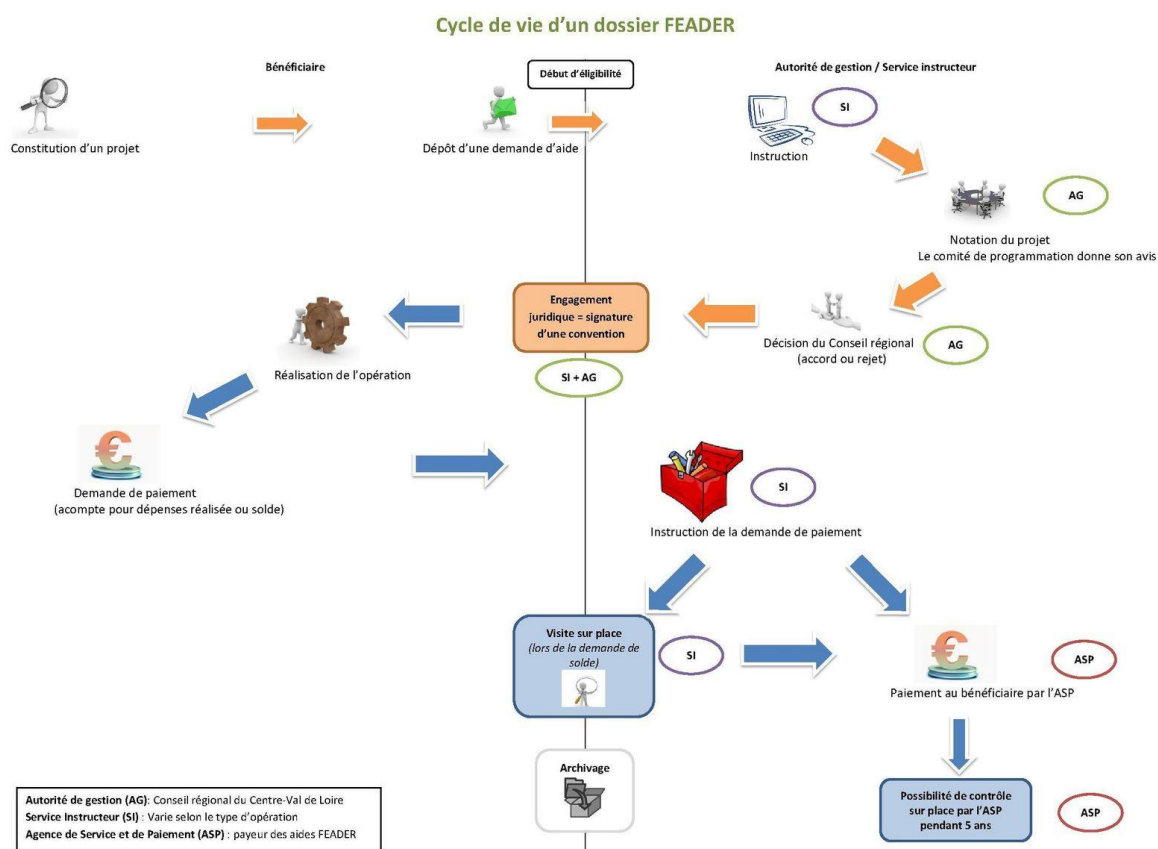 Cycle de vie d'un dossier FEADER
Bénéficiaire
Début d'éligibilité
Autorité de gestion / Service instructeur
SI
Constitution d'un projet
Dépôt d'une demande d'aide
Instruction
AG
Notation du projet
Le comité de programmation donne son avis
Engagement
juridique = signature
d'une convention
Décision du Conseil régional
(accord ou rejet)
AG
SI + AG
Réalisation de l'opération
€
Demande de paiement
(acompte pour dépenses réalisée ou solde)
SI
Instruction de la demande de paiement
Visite sur place
(lors de la demande de
solde)
SI
€
ASP
Paiement au bénéficiaire par l'ASP
Archivage
Possibilité de contrôle
sur place par l'ASP
pendant 5 ans
ASP
Autorité de gestion (AG): Conseil régional du Centre-Val de Loire
Service Instructeur (SI) : Varie selon le type d'opération
Agence de Service et de Paiement (ASP) : payeur des aides FEADER